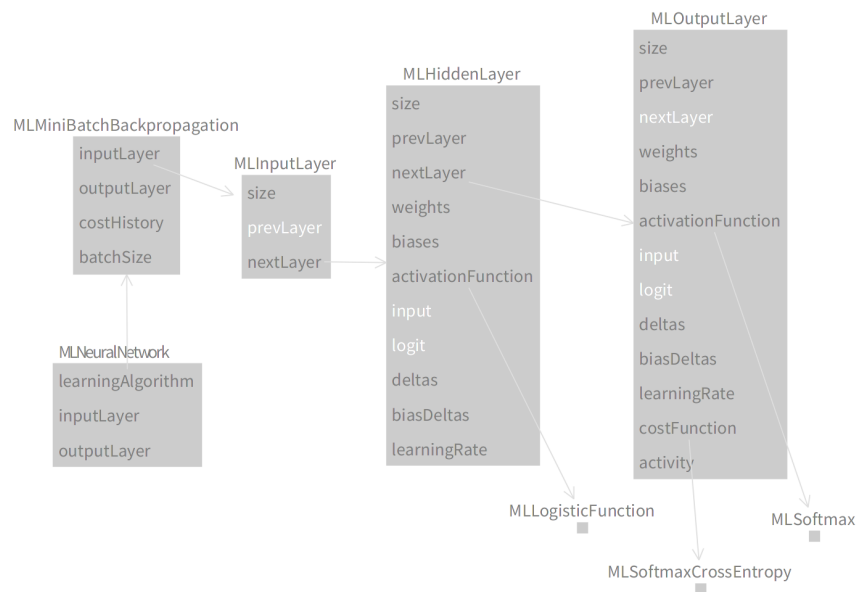 MLMiniBatchBackpropagation
inputLayer
outputLayer
costHistory
batchSize
MLNeuralNetwork
learningAlgorithm
inputLayer
outputLayer
MLInputLayer
size
prevLayer
nextLayer
MLHiddenLayer
size
prevLayer
nextLayer
weights
biases
activationFunction
input
logit
deltas
biasDeltas
learningRate
MLOutputLayer
size
prevLayer
nextLayer
weights
biases
activationFunction
input
logit
deltas
biasDeltas
learningRate
costFunction
activity
MLLogisticFunction
MLSoftmax
MLSoftmaxCrossEntropy